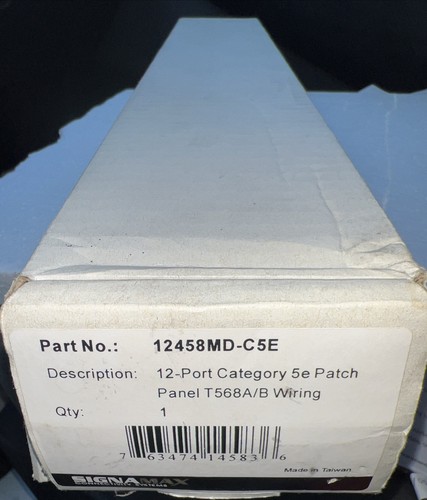 Part No.: 12458MD-C5E
Description: 12-Port Category 5e Patch
Panel T568A/B Wiring
Qty: 1
7 63474 14583 6
Made in Taiwan
SIGNAMAX